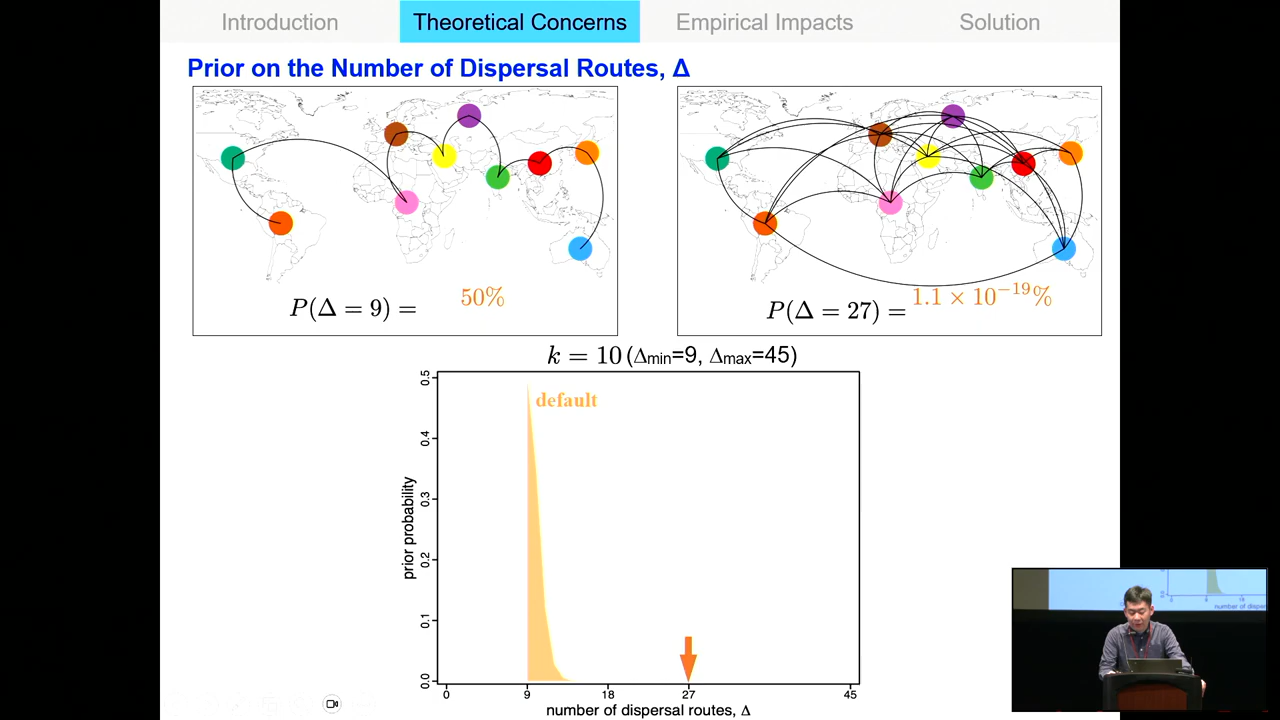 Introduction
Theoretical Concerns
Empirical Impacts
Solution
Prior on the Number of Dispersal Routes, Δ
P(Δ = 9) = 50%
P(Δ = 27) = 1.1 × 10⁻¹⁹%
k = 10 (Δmin=9, Δmax=45)
default
prior probability
0.5
0.4
0.3
0.2
0.1
0.0
0 9 18 27 45
number of dispersal routes, Δ
18